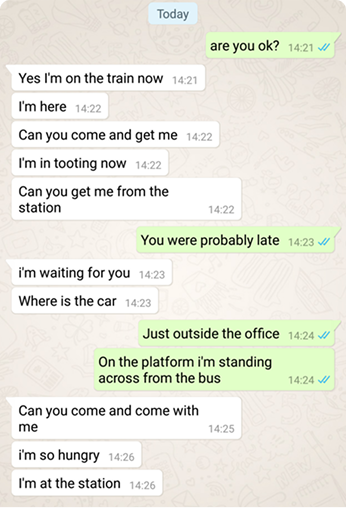 Today
are you ok? 14:21
Yes I'm on the train now 14:21
I'm here 14:22
Can you come and get me 14:22
I'm in tooting now 14:22
Can you get me from the
station 14:22
You were probably late 14:23
i'm waiting for you 14:23
Where is the car 14:23
Just outside the office 14:24
On the platform i'm standing
across from the bus 14:24
Can you come and come with
me 14:25
i'm so hungry 14:26
I'm at the station 14:26